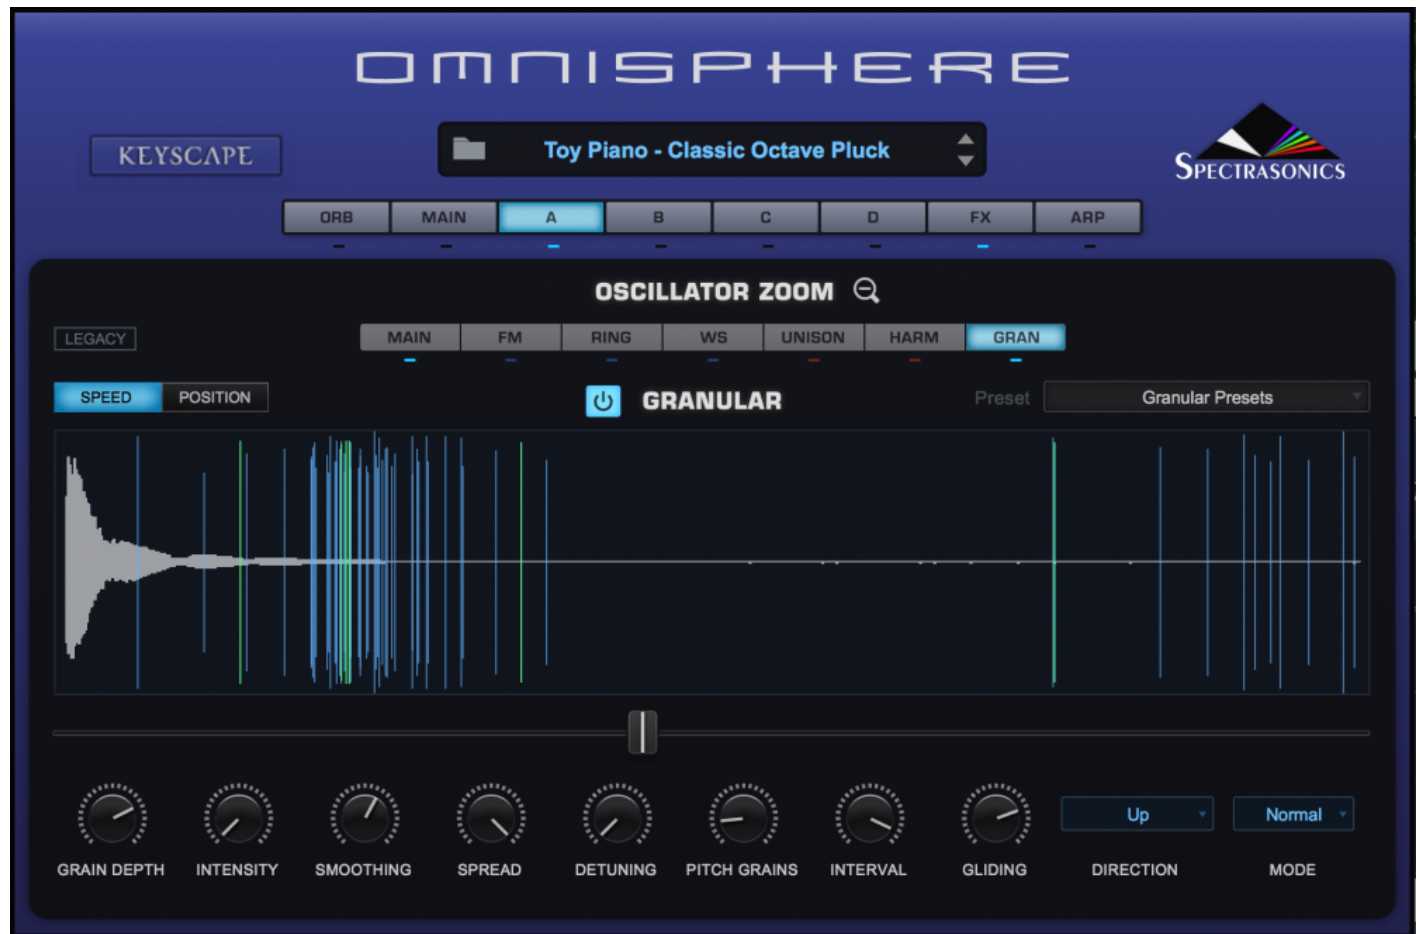 OMNISPHERE
KEYSCAPE
Toy Piano - Classic Octave Pluck
SPECTRASONICS
ORB MAIN A B C D FX ARP
OSCILLATOR ZOOM
LEGACY
MAIN FM RING WS UNISON HARM GRAN
SPEED POSITION
GRANULAR
Preset Granular Presets
Up Normal
GRAIN DEPTH INTENSITY SMOOTHING SPREAD DETUNING PITCH GRAINS INTERVAL GLIDING DIRECTION MODE